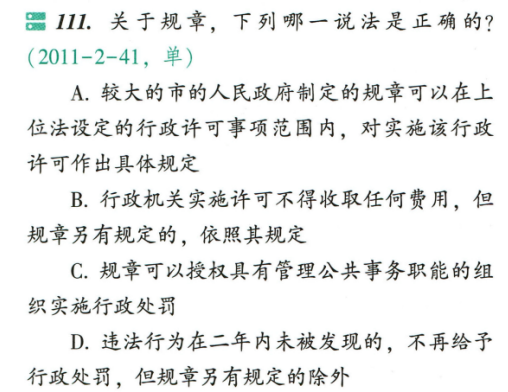 111. 关于规章，下列哪一说法是正确的？
(2011-2-41，单)
A. 较大的市的人民政府制定的规章可以在上
位法设定的行政许可事项范围内，对实施该行政
许可作出具体规定
B. 行政机关实施许可不得收取任何费用，但
规章另有规定的，依照其规定
C. 规章可以授权具有管理公共事务职能的组
织实施行政处罚
D. 违法行为在二年内未被发现的，不再给予
行政处罚，但规章另有规定的除外